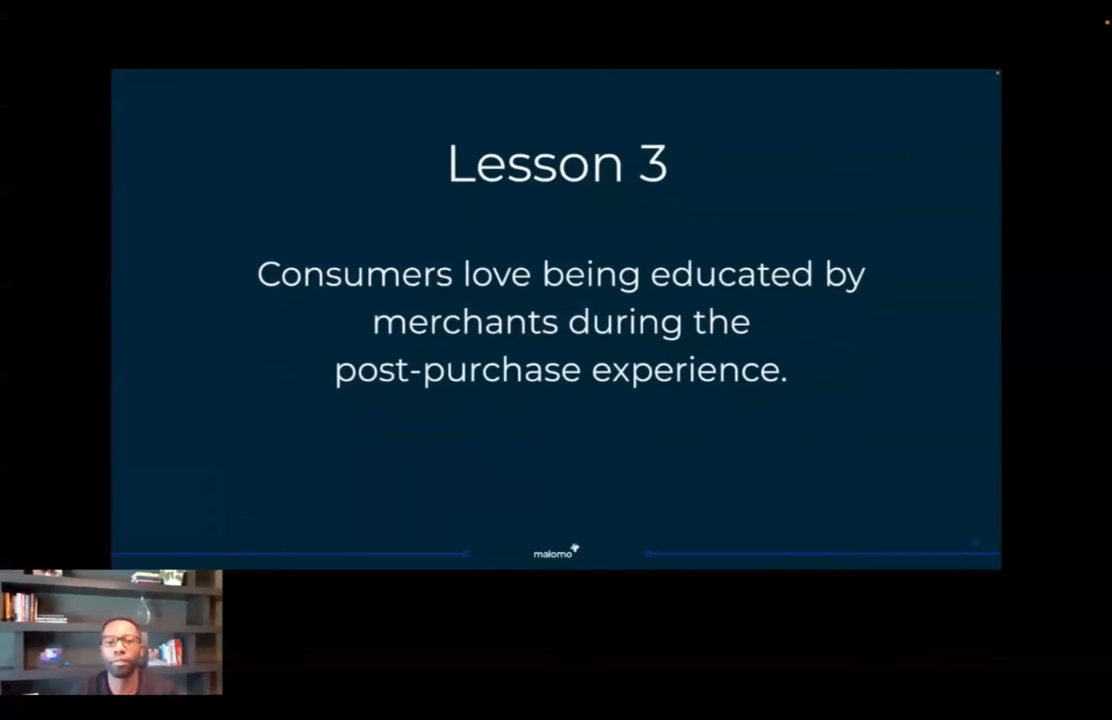 Lesson 3
Consumers love being educated by
merchants during the
post-purchase experience.
malomo